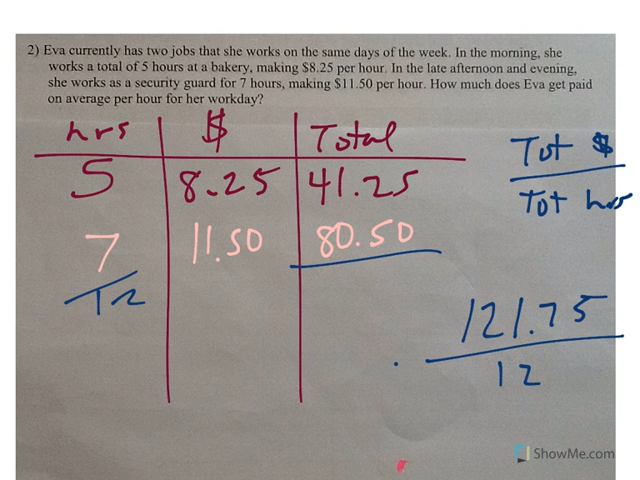 2) Eva currently has two jobs that she works on the same days of the week. In the morning, she
works a total of 5 hours at a bakery, making $8.25 per hour. In the late afternoon and evening,
she works as a security guard for 7 hours, making $11.50 per hour. How much does Eva get paid
on average per hour for her workday?
hrs $ Total
5 8.25 41.25
7 11.50 80.50
12
Tot $
Tot hrs
121.75
12
ShowMe.com